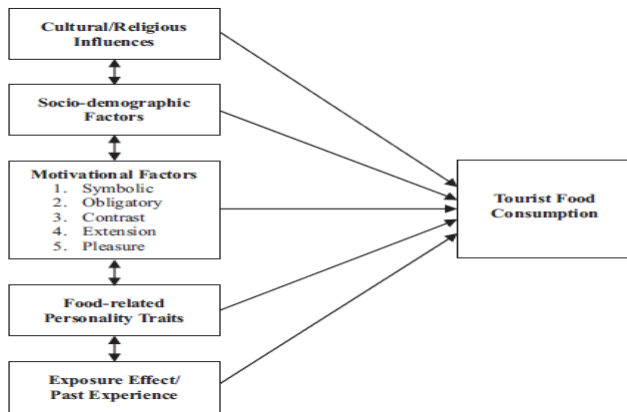 Cultural/Religious
Influences
Socio-demographic
Factors
Motivational Factors
1. Symbolic
2. Obligatory
3. Contrast
4. Extension
5. Pleasure
Food-related
Personality Traits
Exposure Effect/
Past Experience
Tourist Food
Consumption